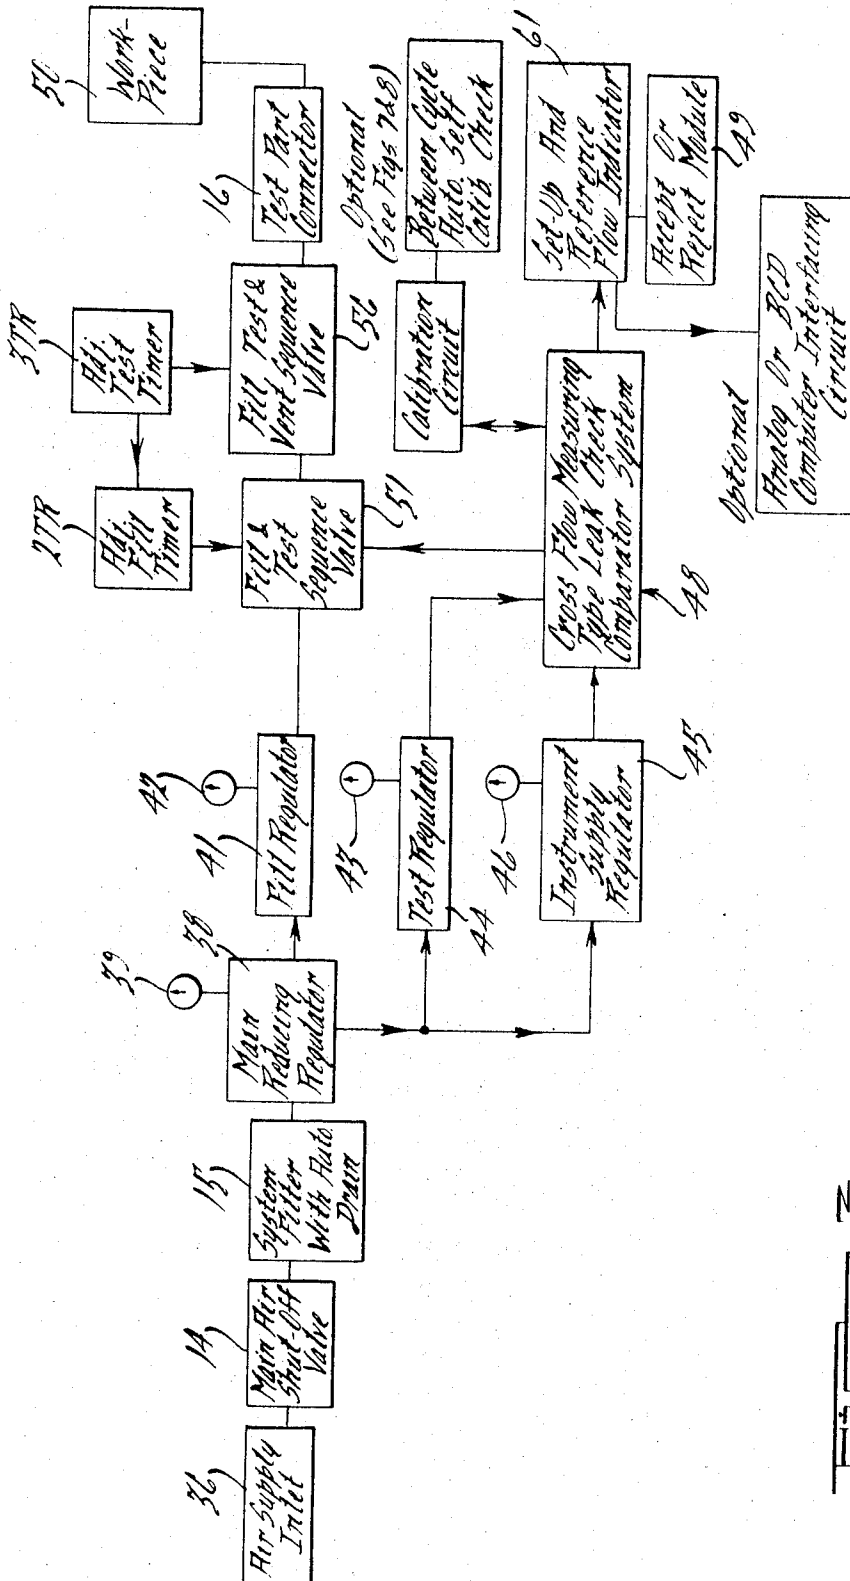 36
Air Supply
Inlet
14
Main Air
Shut-Off
Valve
15
System
Filter
With Auto.
Drain
39
38
Main
Reducing
Regulator
42
41
Fill Regulator
43
Test Regulator
44
46
Instrument
Supply
Regulator
45
2TR
Adj.
Fill
Timer
3TR
Adj.
Test
Timer
Fill &
Test
Sequence
Valve
51
Fill Test &
Vent Sequence
Valve
56
16
Test Part
Connector
50
Work-
Piece
Optional
(See Figs. 7&8)
Between Cycle
Auto. Self
Calib. Check
Calibration
Circuit
Cross Flow Measuring
Type Leak Check
Comparator System
48
61
Set-Up And
Reference
Flow Indicator
Accept Or
Reject Module
49
Optional
Analog Or BCD
Computer Interfacing
Circuit